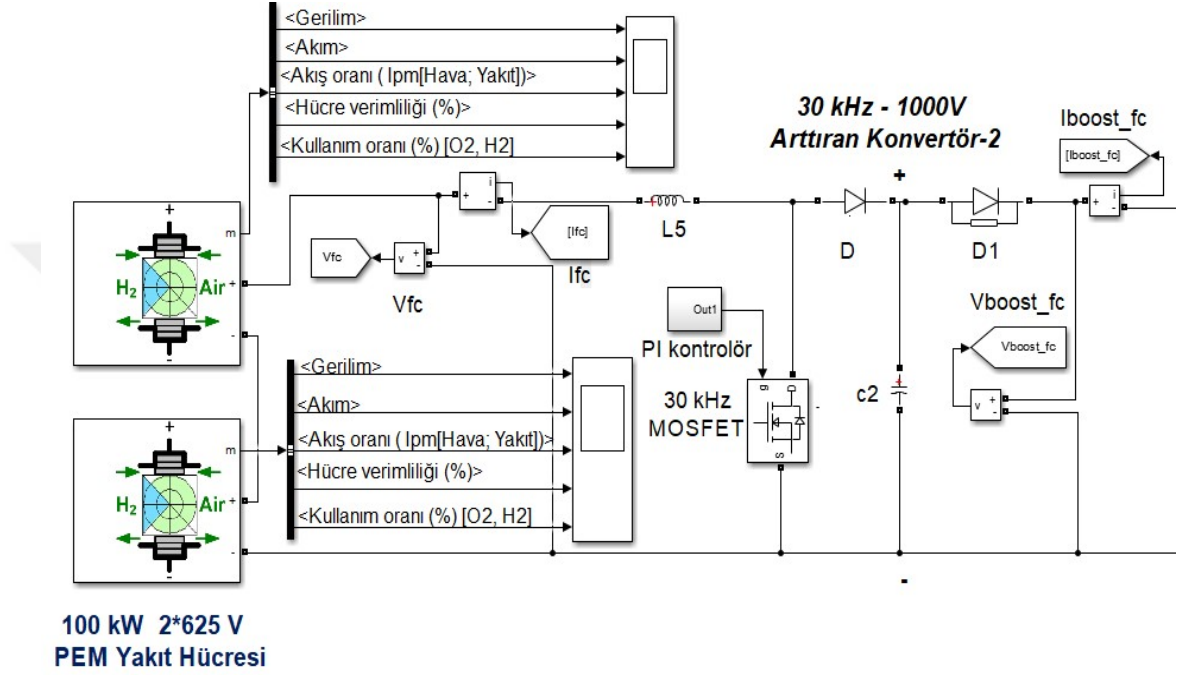 <Gerilim>
<Akım>
<Akış oranı ( lpm[Hava; Yakıt])>
<Hücre verimliliği (%)>
<Kullanım oranı (%) [O2, H2]
30 kHz - 1000V
Arttıran Konvertör-2
Iboost_fc
[Iboost_fc]
+
+
m
H2
Air
+
-
-
+
i
-
[Ifc]
Ifc
Vfc
v
+
-
Vfc
L5
D
D1
+
i
-
Out1
PI kontrolör
30 kHz
MOSFET
g
D
S
c2
+
Vboost_fc
Vboost_fc
v
+
-
<Gerilim>
<Akım>
<Akış oranı ( lpm[Hava; Yakıt])>
<Hücre verimliliği (%)>
<Kullanım oranı (%) [O2, H2]
+
m
H2
Air
+
-
-
-
100 kW 2*625 V
PEM Yakıt Hücresi